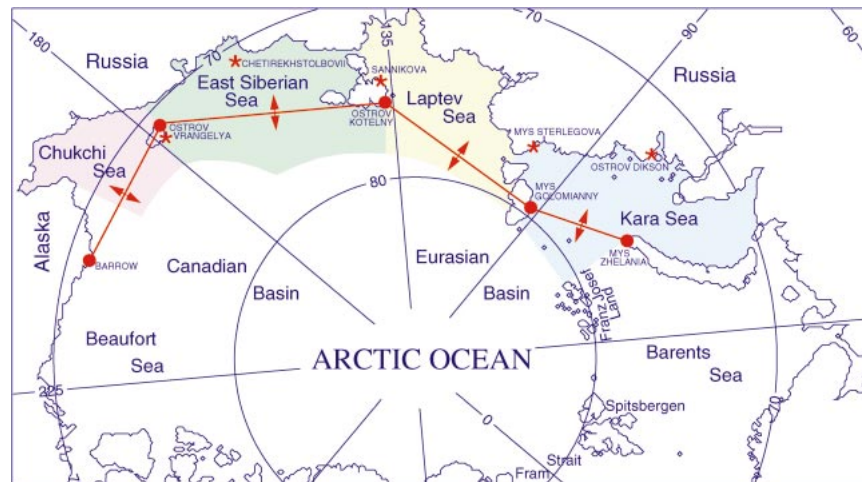 180
Russia
70
CHETIREKHSTOLBOVII
East Siberian
Sea
135
SANNIKOVA
Laptev
Sea
OSTROV
KOTELNY
70
90
60
Russia
MYS STERLEGOVA
OSTROV DIKSON
OSTROV
VRANGELYA
Chukchi
Sea
80
MYS
GOLOMIANNY
Kara Sea
MYS
ZHELANIA
Alaska
BARROW
Canadian
Basin
Eurasian
Basin
Franz Josef
Land
Beaufort
Sea
ARCTIC OCEAN
Barents
Sea
225
Spitsbergen
0
70
Fram
Strait